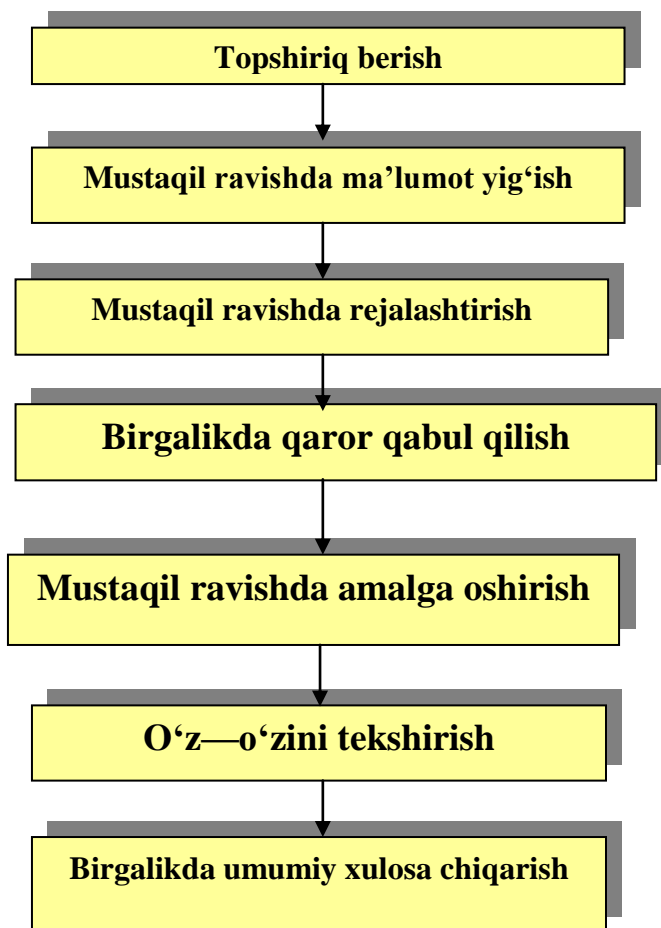 Topshiriq berish
Mustaqil ravishda ma’lumot yig‘ish
Mustaqil ravishda rejalashtirish
Birgalikda qaror qabul qilish
Mustaqil ravishda amalga oshirish
O‘z—o‘zini tekshirish
Birgalikda umumiy xulosa chiqarish